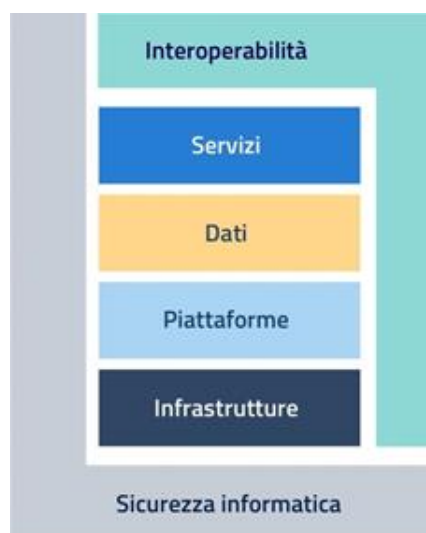 Interoperabilità
Servizi
Dati
Piattaforme
Infrastrutture
Sicurezza informatica